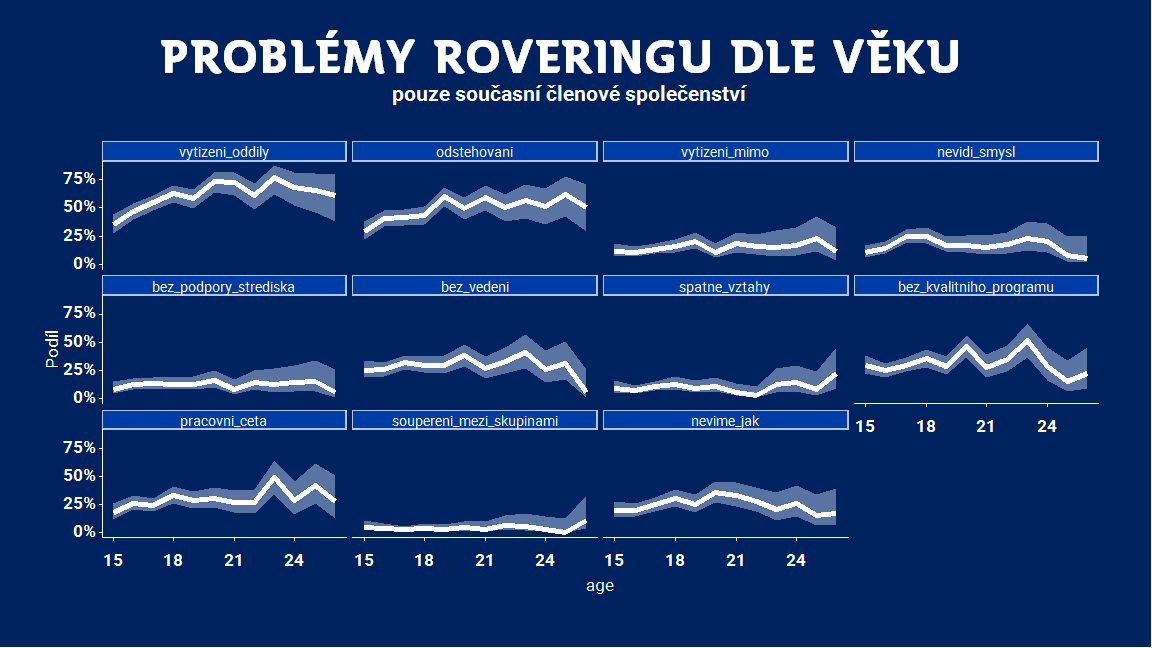 PROBLÉMY ROVERINGU DLE VĚKU
pouze současní členové společenství
vytizeni_oddily
odstehovani
vytizeni_mimo
nevidi_smysl
75%
50%
25%
0%
bez_podpory_strediska
bez_vedeni
spatne_vztahy
bez_kvalitniho_programu
75%
50%
25%
0%
Podíl
15 18 21 24
pracovni_ceta
soupereni_mezi_skupinami
nevime_jak
75%
50%
25%
0%
15 18 21 24
15 18 21 24
15 18 21 24
age